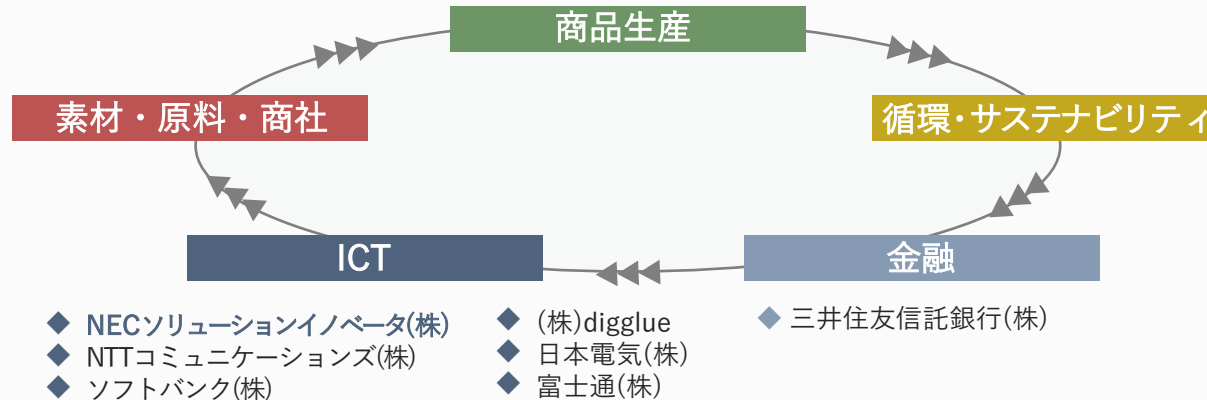 商品生産
素材・原料・商社
循環・サステナビリティ
ICT
金融
NECソリューションイノベータ(株)
NTTコミュニケーションズ(株)
ソフトバンク(株)
(株)digglue
日本電気(株)
富士通(株)
三井住友信託銀行(株)